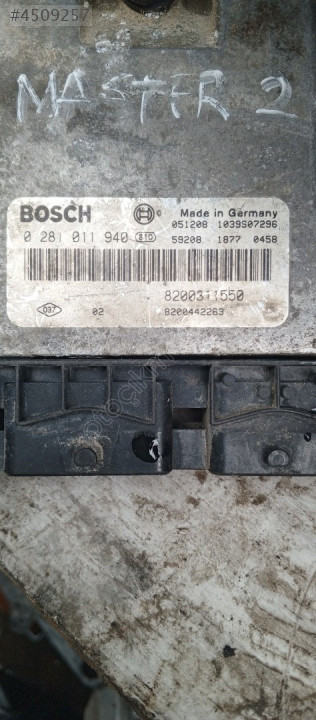 #4509257
MASTER 2
BOSCH Made in Germany
051208 1039S07296
0 281 011 940 59208 1877 0458
8200311550
037 02 8200442263